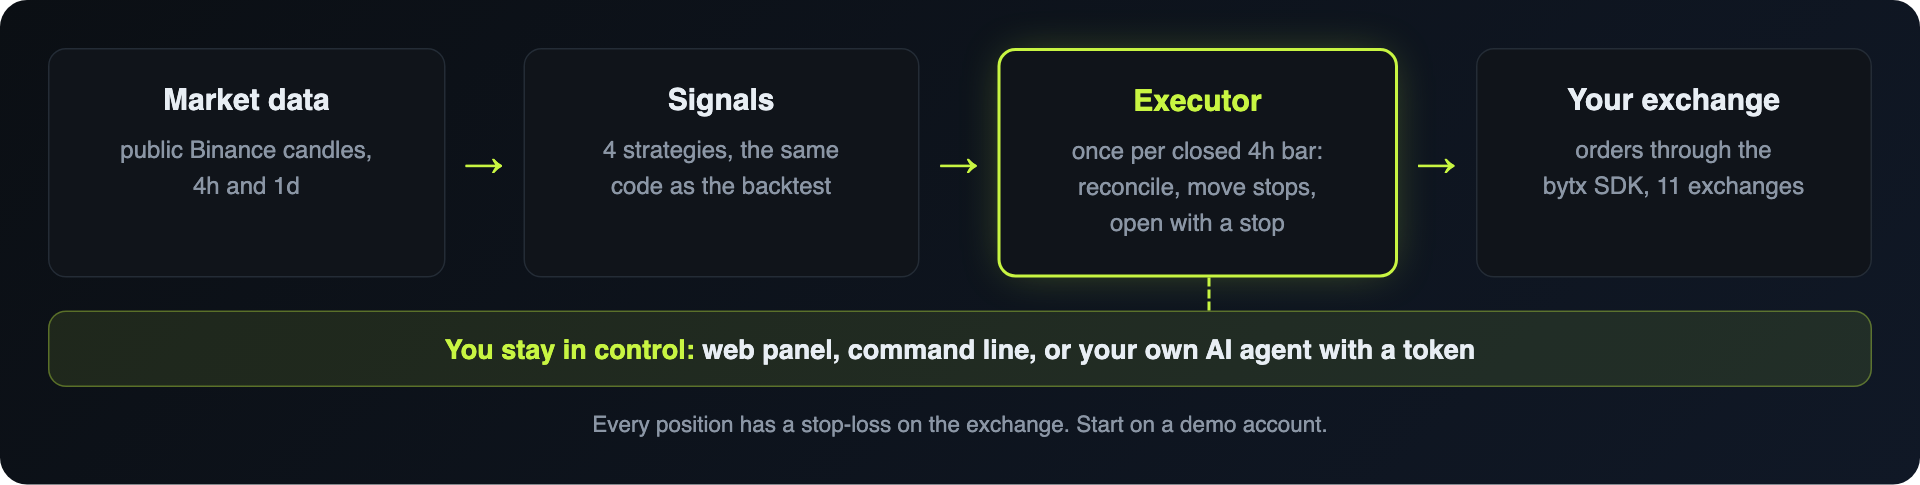 Market data
public Binance candles,
4h and 1d
→
Signals
4 strategies, the same
code as the backtest
→
Executor
once per closed 4h bar:
reconcile, move stops,
open with a stop
→
Your exchange
orders through the
bytx SDK, 11 exchanges
You stay in control: web panel, command line, or your own AI agent with a token
Every position has a stop-loss on the exchange. Start on a demo account.